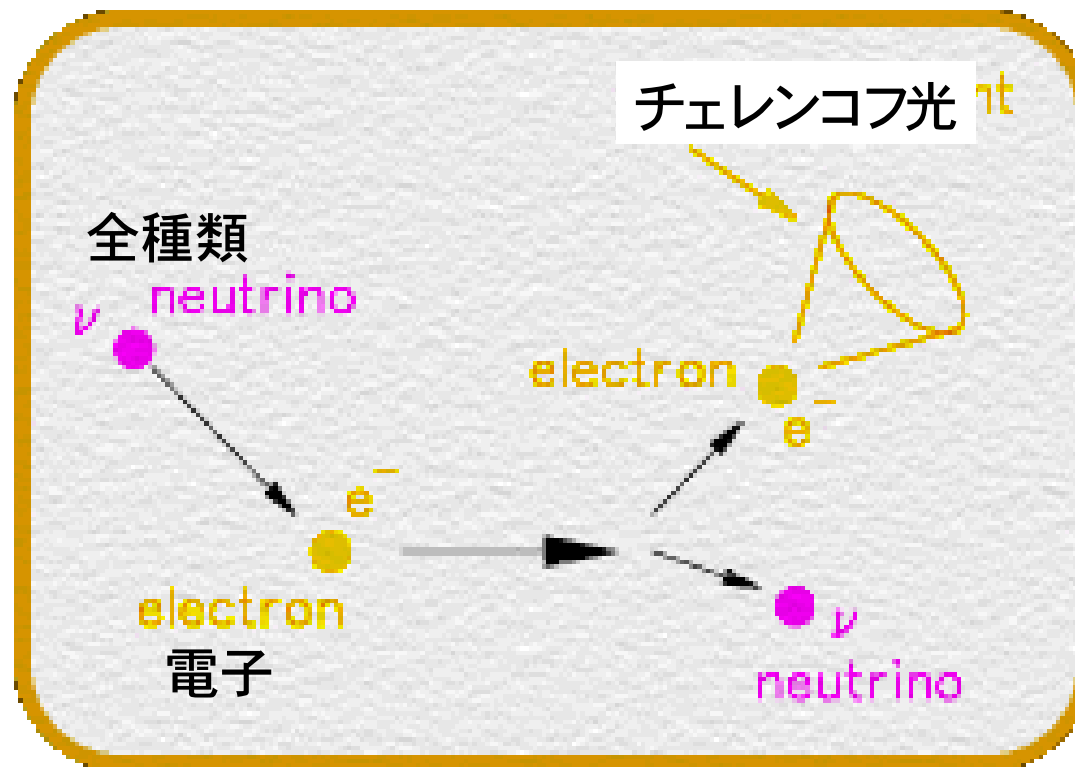 チェレンコフ光
全種類
ν neutrino
electron
e⁻
e⁻
electron
電子
ν
neutrino